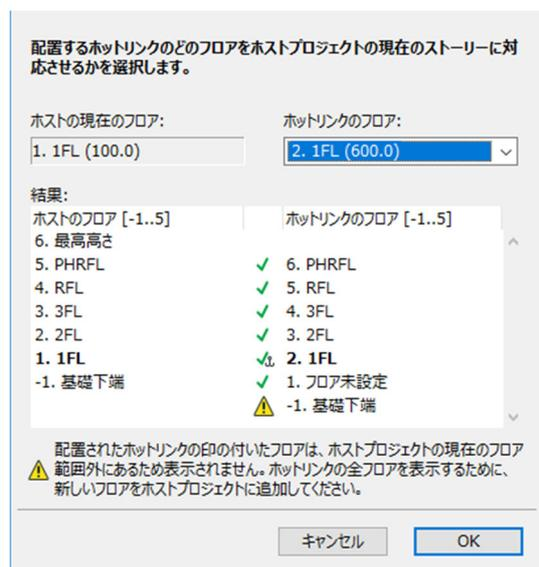 配置するホットリンクのどのフロアをホストプロジェクトの現在のストーリーに対
応させるかを選択します。
ホストの現在のフロア: ホットリンクのフロア:
1. 1FL (100.0) 2. 1FL (600.0)
結果:
ホストのフロア [-1..5] ホットリンクのフロア [-1..5]
6. 最高高さ
5. PHRFL 6. PHRFL
4. RFL 5. RFL
3. 3FL 4. 3FL
2. 2FL 3. 2FL
1. 1FL 2. 1FL
-1. 基礎下端 1. フロア未設定
-1. 基礎下端
配置されたホットリンクの印の付いたフロアは、ホストプロジェクトの現在のフロア
範囲外にあるため表示されません。ホットリンクの全フロアを表示するために、
新しいフロアをホストプロジェクトに追加してください。
キャンセル OK